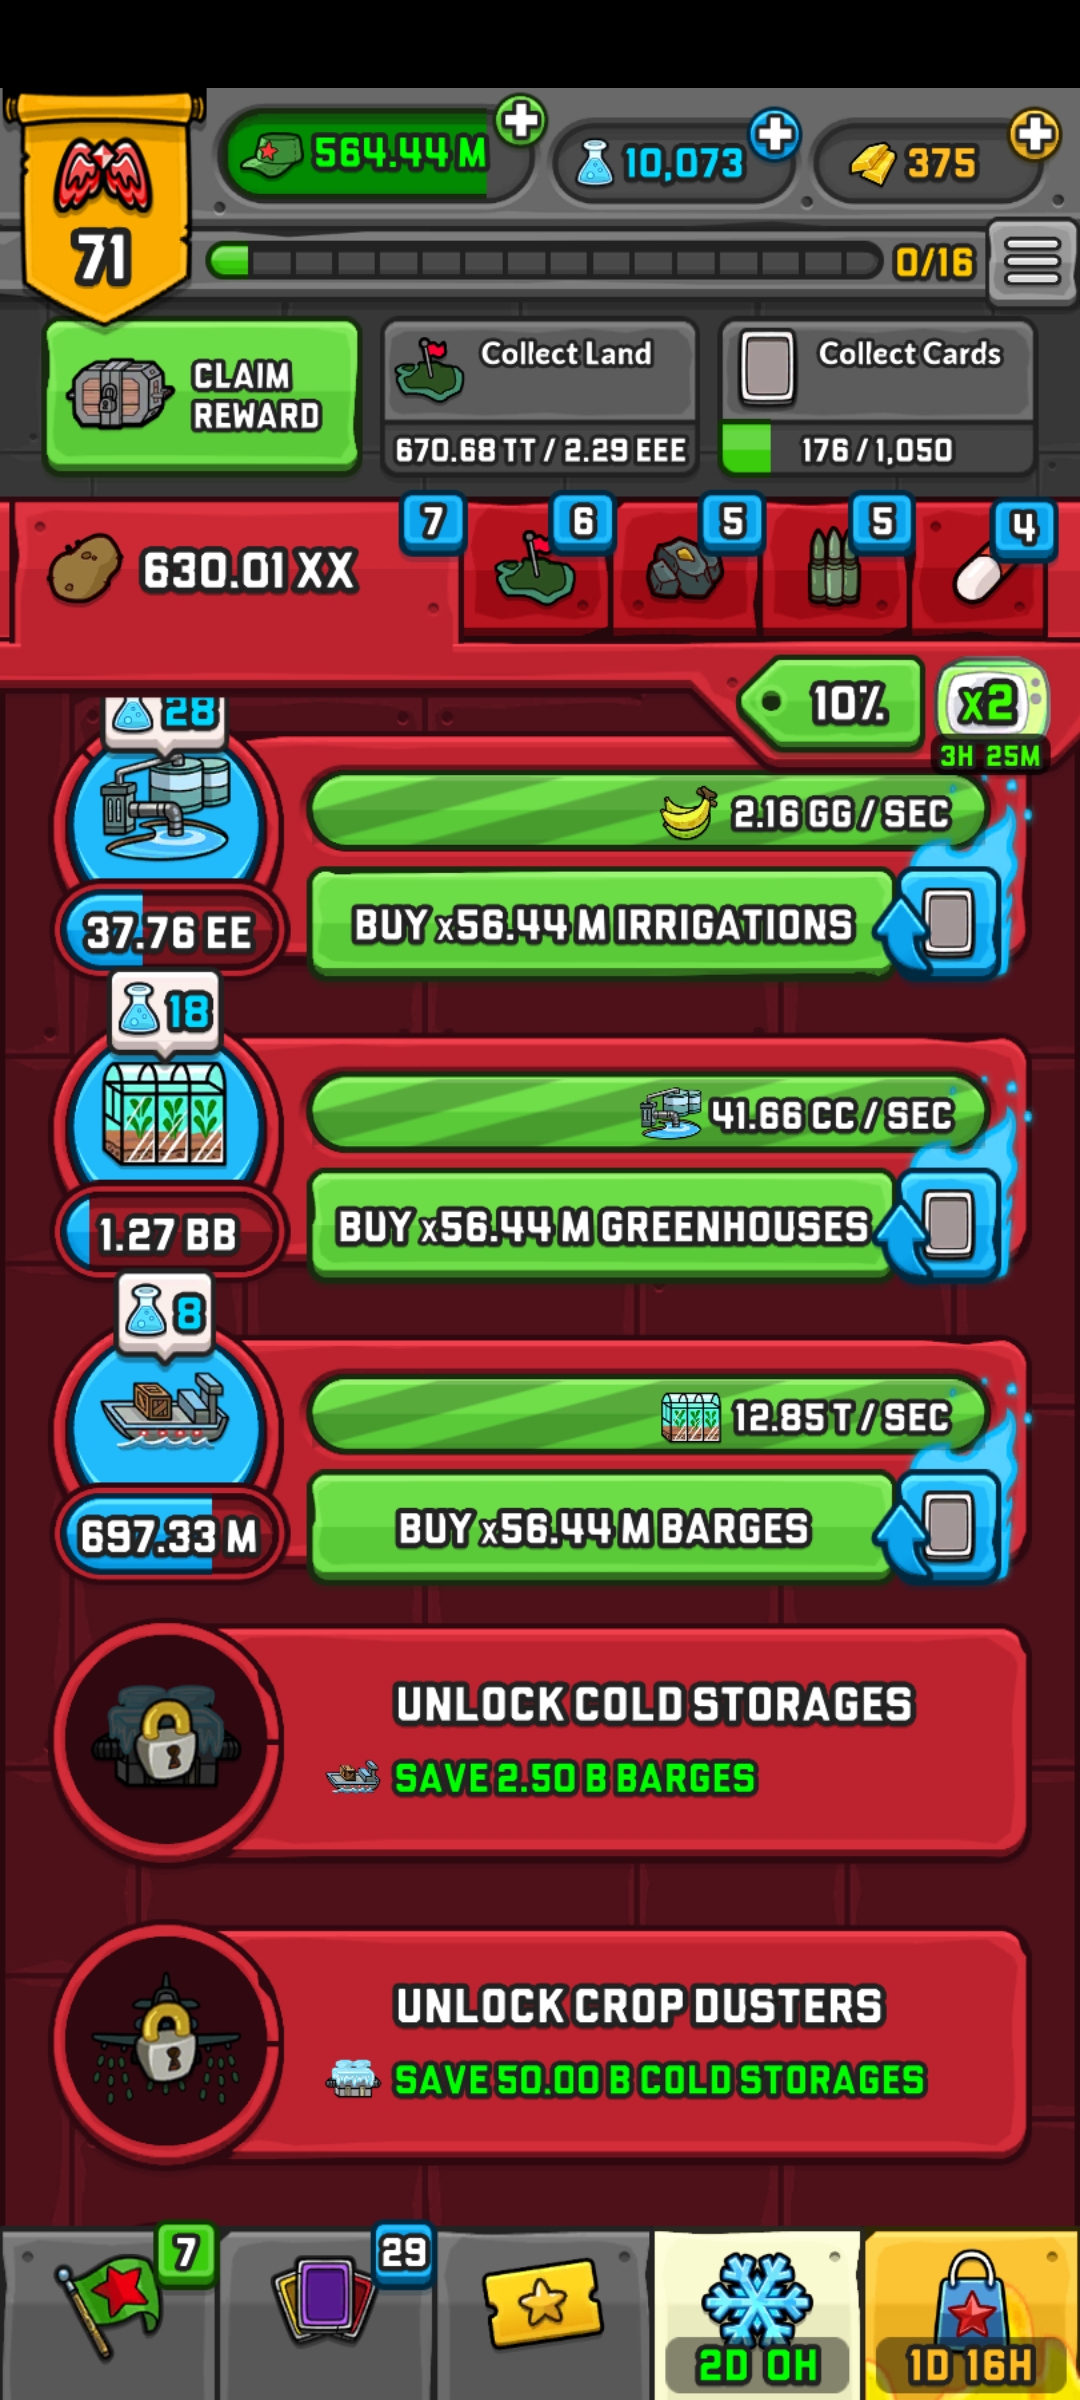 71
564.44 M
10,073
375
0/16
CLAIM
REWARD
Collect Land
670.68 TT / 2.29 EEE
Collect Cards
176 / 1,050
630.01 XX
7
6
5
5
4
10%
x2
3H 25M
28
2.16 GG / SEC
37.76 EE
BUY x56.44 M IRRIGATIONS
18
41.66 CC / SEC
1.27 BB
BUY x56.44 M GREENHOUSES
8
12.85 T / SEC
697.33 M
BUY x56.44 M BARGES
UNLOCK COLD STORAGES
SAVE 2.50 B BARGES
UNLOCK CROP DUSTERS
SAVE 50.00 B COLD STORAGES
7
29
2D 0H
1D 16H